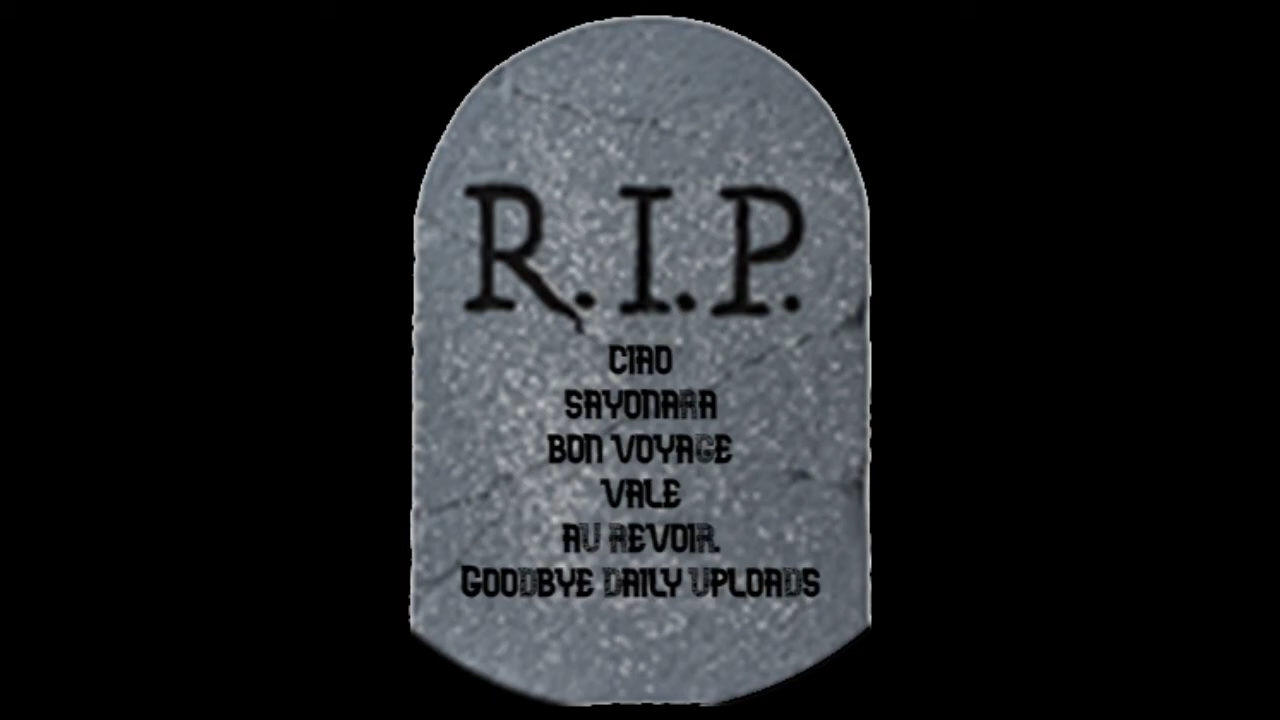 R.I.P.
CIAO
SAYONARA
BON VOYAGE
VALE
AU REVOIR
GOODBYE DAILY UPLOADS